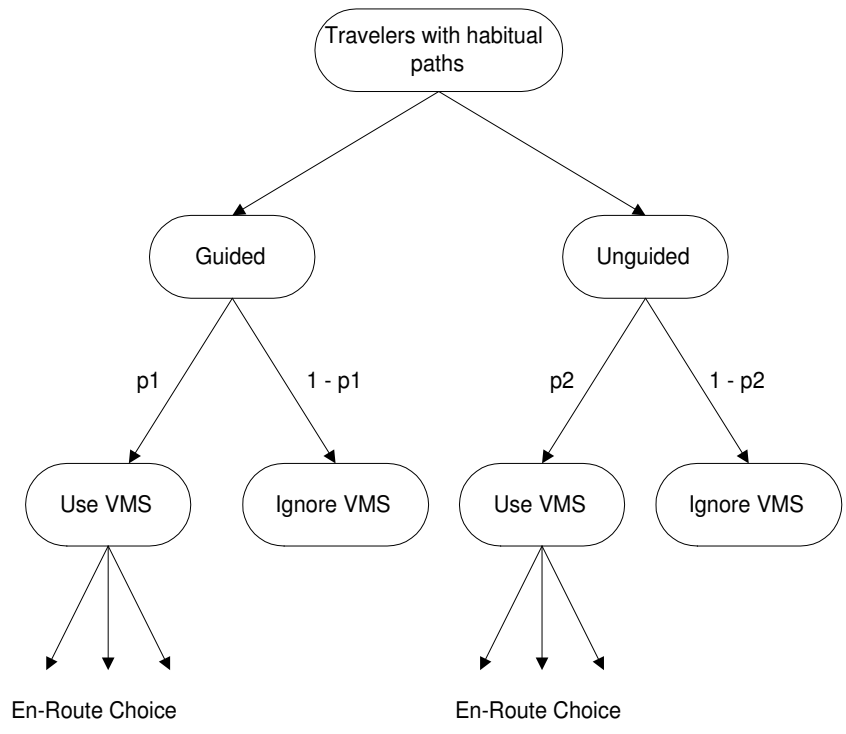 Travelers with habitual
paths
Guided
Unguided
p1
1 - p1
p2
1 - p2
Use VMS
Ignore VMS
Use VMS
Ignore VMS
En-Route Choice
En-Route Choice